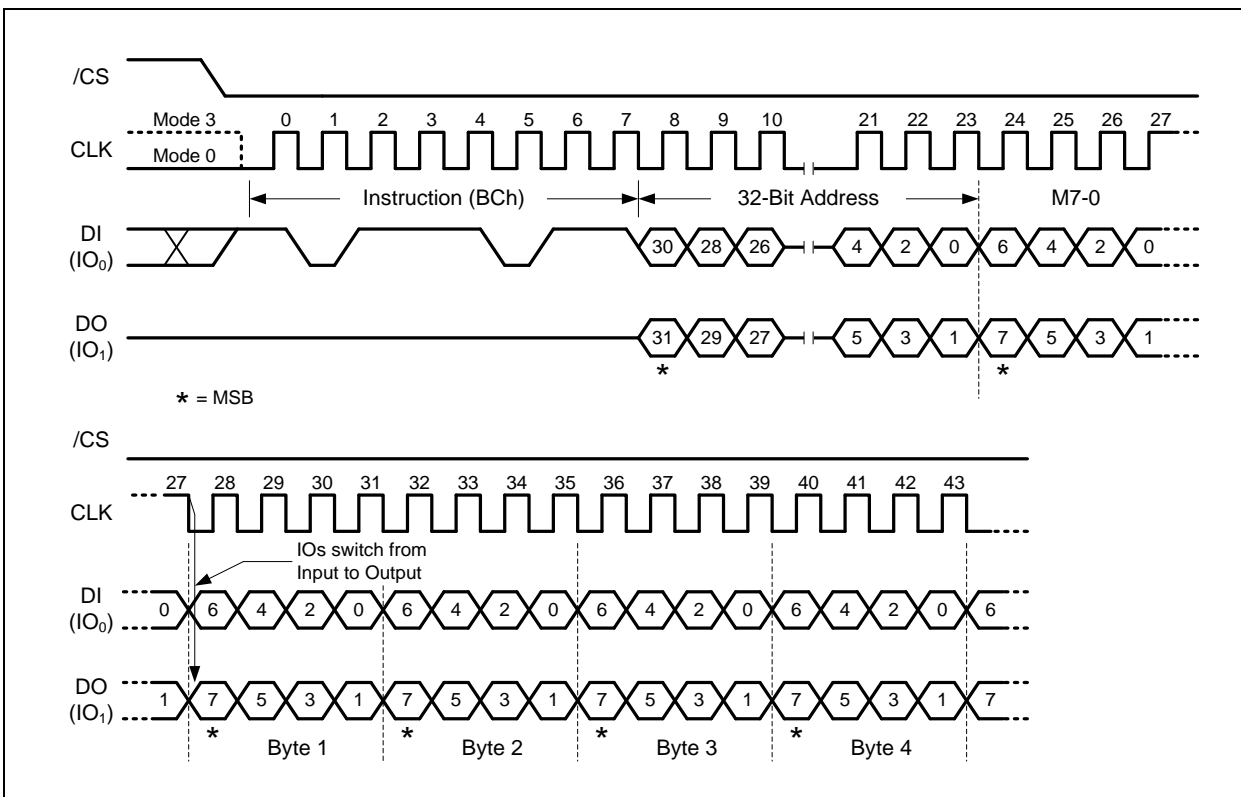 /CS
Mode 3 0 1 2 3 4 5 6 7 8 9 10 21 22 23 24 25 26 27
CLK
Mode 0
Instruction (BCh) 32-Bit Address M7-0
DI
(IO₀) 30 28 26 4 2 0 6 4 2 0
DO
(IO₁) 31 29 27 5 3 1 7 5 3 1
* *
* = MSB
/CS
27 28 29 30 31 32 33 34 35 36 37 38 39 40 41 42 43
CLK
IOs switch from
Input to Output
DI
(IO₀) 0 6 4 2 0 6 4 2 0 6 4 2 0 6 4 2 0 6
DO
(IO₁) 1 7 5 3 1 7 5 3 1 7 5 3 1 7 5 3 1 7
* * * *
Byte 1 Byte 2 Byte 3 Byte 4